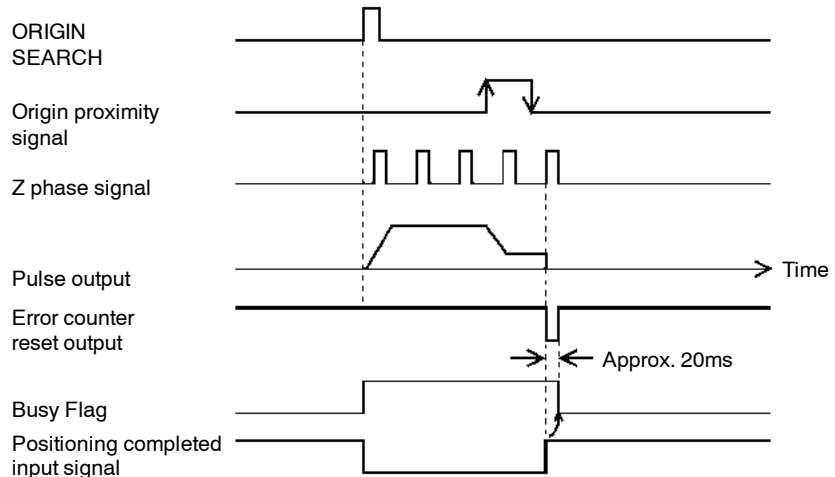 ORIGIN
SEARCH
Origin proximity
signal
Z phase signal
Pulse output
Time
Error counter
reset output
Approx. 20ms
Busy Flag
Positioning completed
input signal